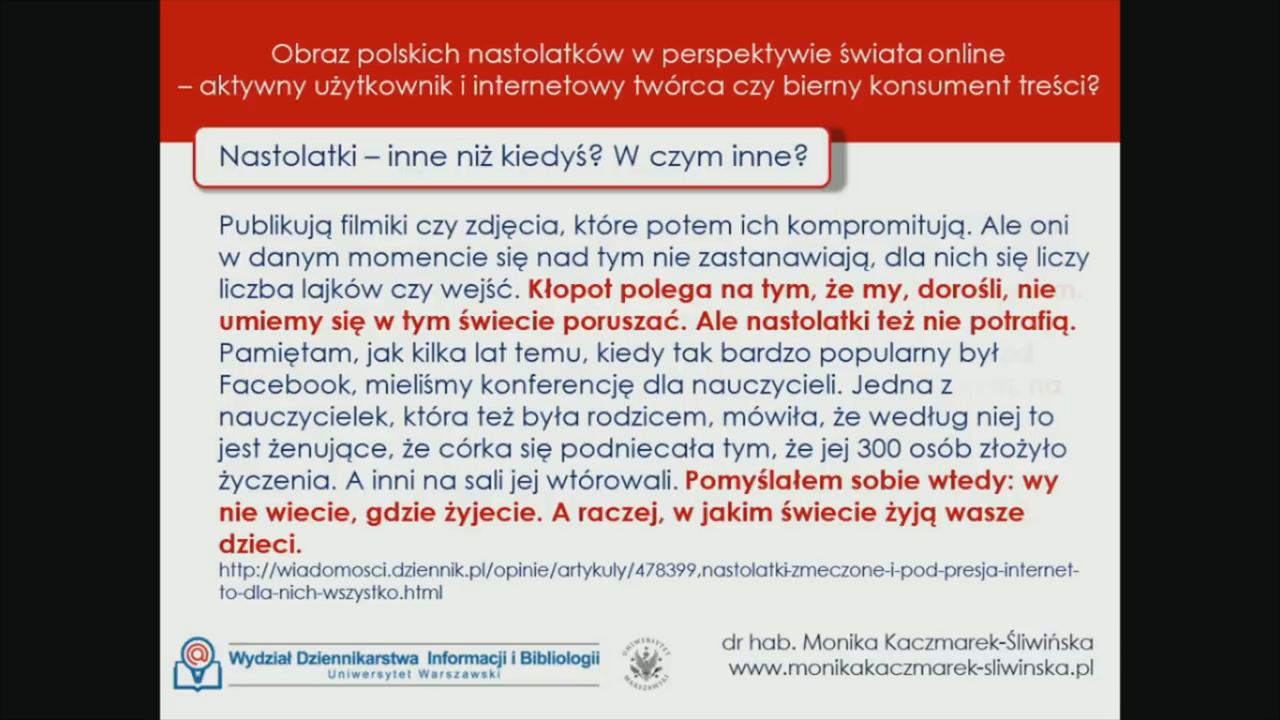 Obraz polskich nastolatków w perspektywie świata online
– aktywny użytkownik i internetowy twórca czy bierny konsument treści?
Nastolatki – inne niż kiedyś? W czym inne?
Publikują filmiki czy zdjęcia, które potem ich kompromitują. Ale oni
w danym momencie się nad tym nie zastanawiają, dla nich się liczy
liczba lajków czy wejść. Kłopot polega na tym, że my, dorośli, nie
umiemy się w tym świecie poruszać. Ale nastolatki też nie potrafią.
Pamiętam, jak kilka lat temu, kiedy tak bardzo popularny był
Facebook, mieliśmy konferencję dla nauczycieli. Jedna z
nauczycielek, która też była rodzicem, mówiła, że według niej to
jest żenujące, że córka się podniecała tym, że jej 300 osób złożyło
życzenia. A inni na sali jej wtórowali. Pomyślałem sobie wtedy: wy
nie wiecie, gdzie żyjecie. A raczej, w jakim świecie żyją wasze
dzieci.
http://wiadomosci.dziennik.pl/opinie/artykuly/478399,nastolatki-zmeczone-i-pod-presja-internet-
to-dla-nich-wszystko.html
Wydział Dziennikarstwa Informacji i Bibliologii
Uniwersytet Warszawski
UNIWERSYTET WARSZAWSKI
dr hab. Monika Kaczmarek-Śliwińska
www.monikakaczmarek-sliwinska.pl